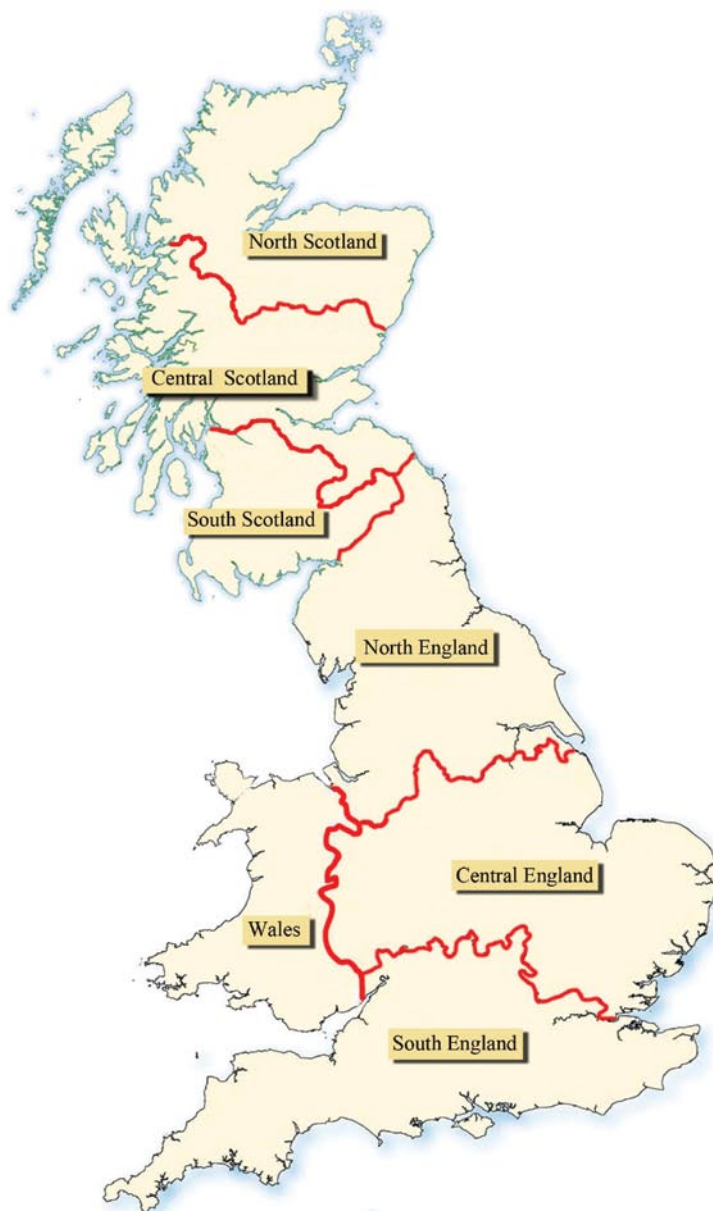 North Scotland
Central Scotland
South Scotland
North England
Central England
Wales
South England